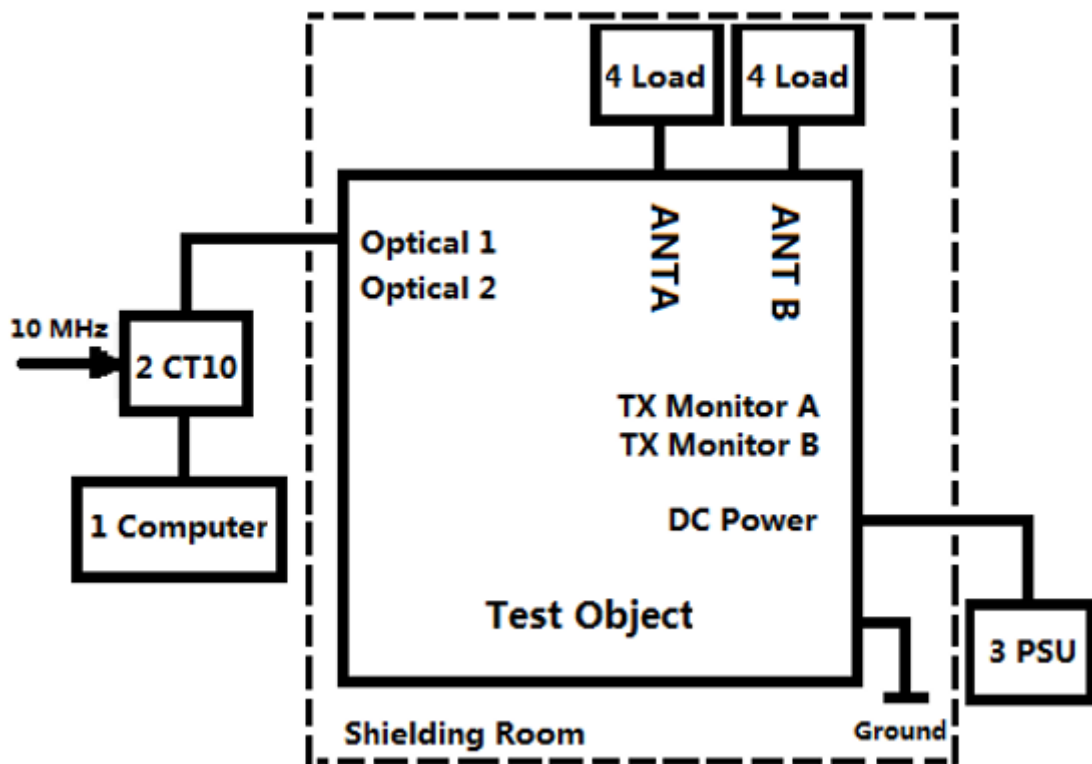 4 Load
4 Load
ANTA
ANT B
Optical 1
Optical 2
10 MHz
2 CT10
TX Monitor A
TX Monitor B
1 Computer
DC Power
Test Object
3 PSU
Ground
Shielding Room